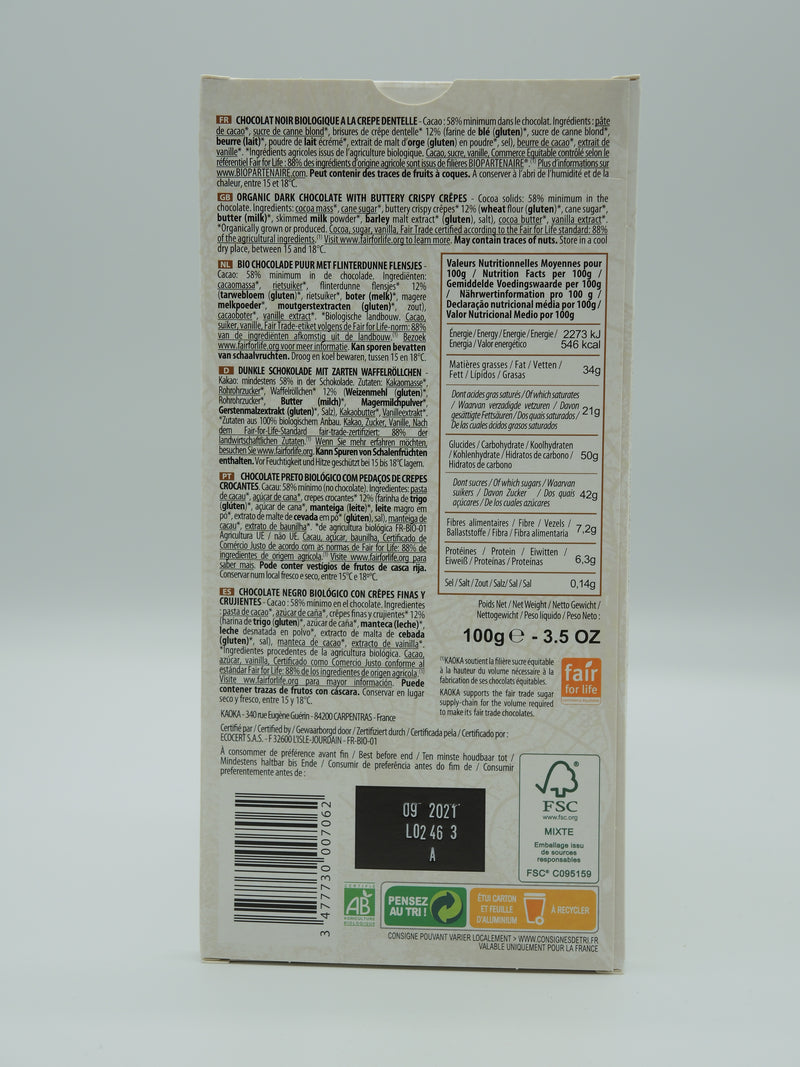 FR CHOCOLAT NOIR BIOLOGIQUE A LA CREPE DENTELLE - Cacao : 58% minimum dans le chocolat. Ingrédients : pâte
de cacao*, sucre de canne blond*, brisures de crêpe dentelle* 12% (farine de blé (gluten)*, sucre de canne blond*,
beurre (lait)*, poudre de lait écrémé*, extrait de malt d'orge (gluten) en poudre*, sel), beurre de cacao*, extrait de
vanille*. *Ingrédients agricoles issus de l'agriculture biologique. Cacao, sucre, vanille, Commerce Equitable contrôlé selon le
référentiel Fair for Life : 88% des ingrédients d'origine agricole sont issus de filières BIOPARTENAIRE®.(1) Plus d'informations sur
www.BIOPARTENAIRE.com. Peut contenir des traces de fruits à coques. A conserver à l'abri de l'humidité et de la
chaleur, entre 15 et 18°C.
GB ORGANIC DARK CHOCOLATE WITH BUTTERY CRISPY CRÊPES - Cocoa solids: 58% minimum in the
chocolate. Ingredients: cocoa mass*, cane sugar*, buttery crispy crêpes* 12% (wheat flour (gluten)*, cane sugar*,
butter (milk)*, skimmed milk powder*, barley malt extract* (gluten), salt), cocoa butter*, vanilla extract*.
*Organically grown or produced. Cocoa, sugar, vanilla, Fair Trade certified according to the Fair for Life standard: 88%
of the agricultural ingredients.(1) Visit www.fairforlife.org to learn more. May contain traces of nuts. Store in a cool
dry place, between 15 and 18°C.
NL BIO CHOCOLADE PUUR MET FLINTERDUNNE FLENSJES -
Cacao: 58% minimum in de chocolade. Ingrediënten:
cacaomassa*, rietsuiker*, flinterdunne flensjes* 12%
(tarwebloem (gluten)*, rietsuiker*, boter (melk)*, magere
melkpoeder*, moutgerstextracten (gluten)*, zout),
cacaoboter*, vanille extract*. *Biologische landbouw. Cacao,
suiker, vanille, Fair Trade-etiket volgens de Fair for Life-norm: 88%
van de ingrediënten afkomstig uit de landbouw.(1) Bezoek
www.fairforlife.org voor meer informatie. Kan sporen bevatten
van schaalvruchten. Droog en koel bewaren, tussen 15 en 18°C.
D DUNKLE SCHOKOLADE MIT ZARTEN WAFFELRÖLLCHEN -
Kakao: mindestens 58% in der Schokolade. Zutaten: Kakaomasse*,
Rohrohrzucker*, Waffelröllchen* 12% (Weizenmehl (gluten)*,
Rohrohrzucker*, Butter (milch)*, Magermilchpulver*,
Gerstenmalzextrakt (gluten)*, Salz), Kakaobutter*, Vanilleextrakt*.
*Zutaten aus 100% biologischem Anbau. Kakao, Zucker, Vanille, Nach
dem Fair-for-Life-Standard fair-trade-zertifiziert: 88% der
landwirtschaftlichen Zutaten.(1) Wenn Sie mehr erfahren möchten,
besuchen Sie www.fairforlife.org. Kann Spuren von Schalenfrüchten
enthalten. Vor Feuchtigkeit und Hitze geschützt bei 15 bis 18°C lagern.
PT CHOCOLATE PRETO BIOLÓGICO COM PEDAÇOS DE CREPES
CROCANTES. Cacau: 58% mínimo (no chocolate). Ingredientes: pasta
de cacau*, açúcar de cana*, crepes crocantes* 12% (farinha de trigo
(glúten)*, açúcar de cana*, manteiga (leite)*, leite magro em
pó*, extrato de malte de cevada em pó* (glúten), sal), manteiga de
cacau*, extrato de baunilha*. *de agricultura biológica FR-BIO-01
Agricultura UE / não UE. Cacau, açúcar, baunilha, Certificado de
Comércio Justo de acordo com as normas de Fair for Life: 88% de
ingredientes de origem agrícola.(1) Visite www.fairforlife.org para
saber mais. Pode conter vestígios de frutos de casca rija.
Conservar num local fresco e seco, entre 15°C e 18°C.
ES CHOCOLATE NEGRO BIOLÓGICO CON CRÊPES FINAS Y
CRUJIENTES - Cacao : 58% mínimo en el chocolate. Ingredientes
: pasta de cacao*, azúcar de caña*, crêpes finas y crujientes* 12%
(harina de trigo (gluten)*, azúcar de caña*, manteca (leche)*,
leche desnatada en polvo*, extracto de malta de cebada
(gluten)*, sal), manteca de cacao*, extracto de vainilla*.
*Ingredientes procedentes de la agricultura biológica. Cacao,
azúcar, vainilla, Certificado como Comercio Justo conforme al
estándar Fair for Life: 88% de los ingredientes de origen agrícola.(1)
Visite ww.fairforlife.org para mayor información. Puede
contener trazas de frutos con cáscara. Conservar en lugar
seco y fresco, entre 15 y 18°C.
KAOKA - 340 rue Eugène Guérin - 84200 CARPENTRAS - France
Certifié par / Certified by / Gewaarborgd door / Zertifiziert durch / Certificada pela / Certificado por :
ECOCERT S.A.S. - F 32600 L'ISLE-JOURDAIN - FR-BIO-01
À consommer de préférence avant fin / Best before end / Ten minste houdbaar tot /
Mindestens haltbar bis Ende / Consumir de preferência antes do fim de / Consumir
preferentemente antes de :
Valeurs Nutritionnelles Moyennes pour
100g / Nutrition Facts per 100g /
Gemiddelde Voedingswaarde per 100g
/ Nährwertinformation pro 100 g /
Declaração nutricional média por 100g /
Valor Nutricional Medio por 100g
Énergie / Energy / Energie / Energie / 2273 kJ
Energia / Valor energético 546 kcal
Matières grasses / Fat / Vetten /
Fett / Lípidos / Grasas 34g
Dont acides gras saturés / Of which saturates
/ Waarvan verzadigde vetzuren / Davon
gesättigte Fettsäuren / Dos quais saturados / 21g
De los cuales ácidos grasos saturados
Glucides / Carbohydrate / Koolhydraten
/ Kohlenhydrate / Hidratos de carbono / 50g
Hidratos de carbono
Dont sucres / Of which sugars / Waarvan
suikers / Davon Zucker / Dos quais 42g
açúcares / De los cuales azúcares
Fibres alimentaires / Fibre / Vezels /
Ballaststoffe / Fibra / Fibra alimentaria 7,2g
Protéines / Protein / Eiwitten /
Eiweiß / Proteínas / Proteínas 6,3g
Sel / Salt / Zout / Salz / Sal / Sal 0,14g
Poids Net / Net Weight / Netto Gewicht /
Nettogewicht / Peso líquido / Peso Neto :
100g ℮ - 3.5 OZ
(1)KAOKA soutient la filière sucre équitable
à la hauteur du volume nécessaire à la
fabrication de ses chocolats équitables.
KAOKA supports the fair trade sugar
supply-chain for the volume required
to make its fair trade chocolates.
fair
for life
09 2021
L02 46 3
A
FSC
www.fsc.org
MIXTE
Emballage issu
de sources
responsables
FSC® C095159
3 477730 007062
CERTIFIÉ
AB
AGRICULTURE
BIOLOGIQUE
PENSEZ
AU TRI !
ÉTUI CARTON
ET FEUILLE
D'ALUMINIUM
À RECYCLER
CONSIGNE POUVANT VARIER LOCALEMENT > WWW.CONSIGNESDETRI.FR
VALABLE UNIQUEMENT POUR LA FRANCE